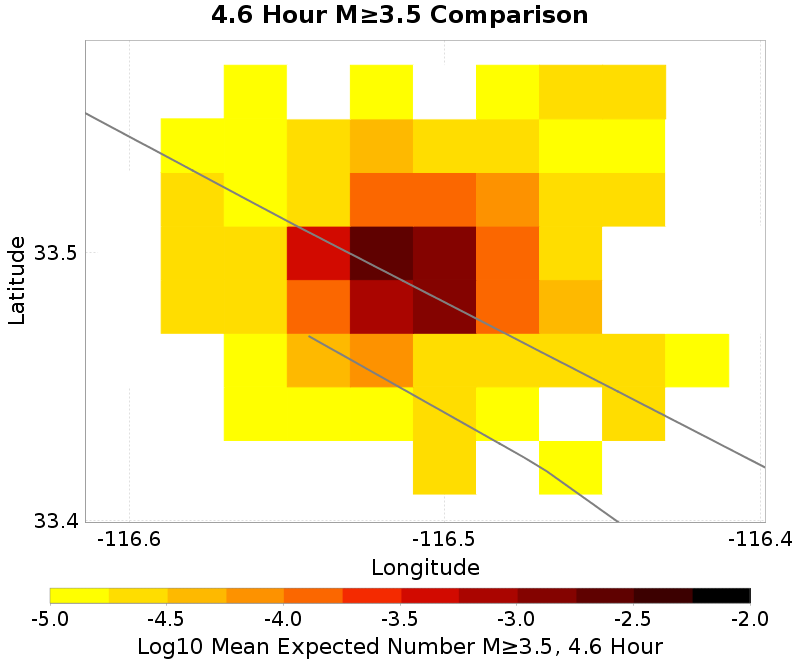 4.6 Hour M≥3.5 Comparison
Latitude
33.5
33.4
-116.6 -116.5 -116.4
Longitude
-5.0 -4.5 -4.0 -3.5 -3.0 -2.5 -2.0
Log10 Mean Expected Number M≥3.5, 4.6 Hour